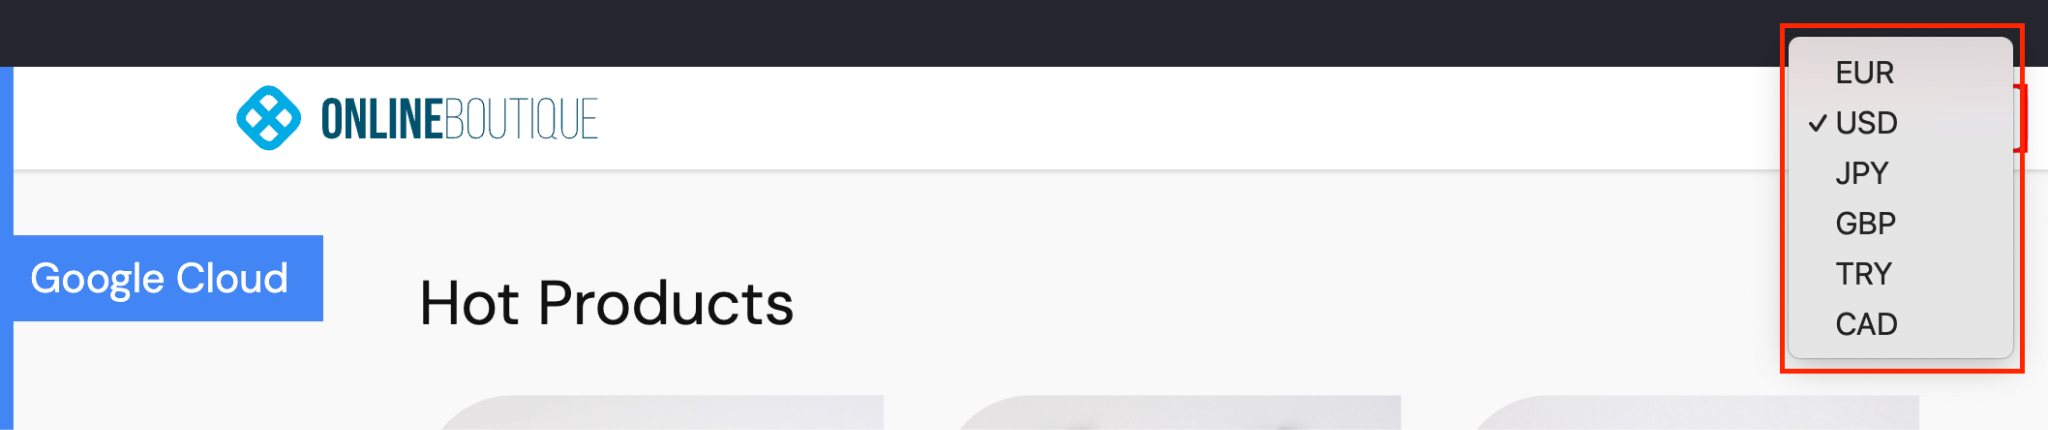 ONLINEBOUTIQUE
EUR
✓ USD
JPY
GBP
TRY
CAD
Google Cloud
Hot Products